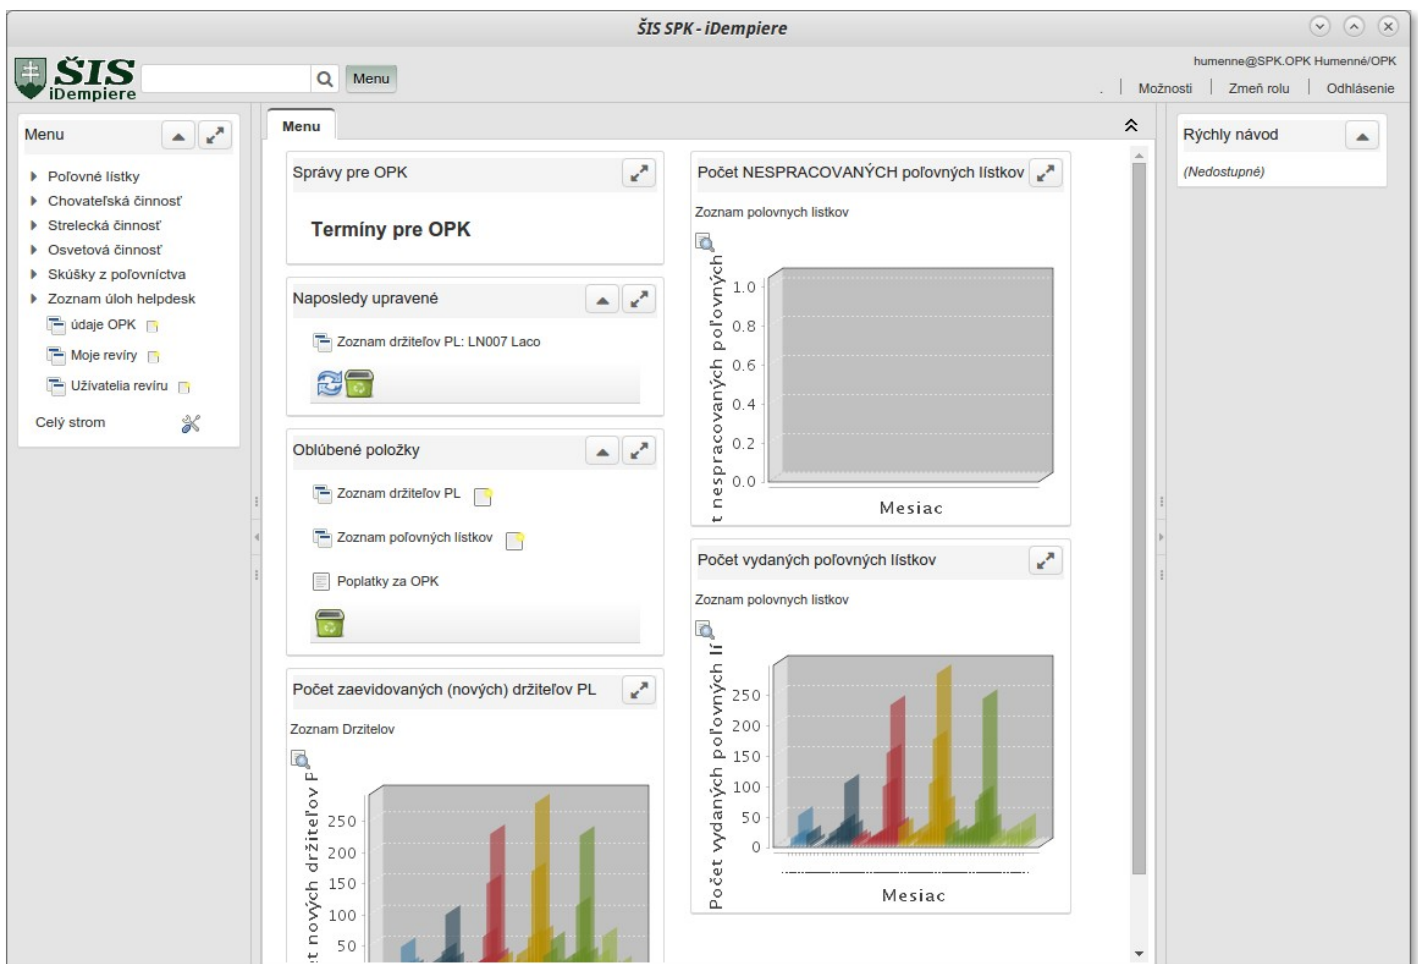 ŠIS SPK - iDempiere
ŠIS
iDempiere
Menu
humenne@SPK.OPK Humenné/OPK
. | Možnosti | Zmeň rolu | Odhlásenie
Menu
Poľovné lístky
Chovateľská činnosť
Strelecká činnosť
Osvetová činnosť
Skúšky z poľovníctva
Zoznam úloh helpdesk
údaje OPK
Moje revíry
Užívatelia revíru
Celý strom
Menu
Správy pre OPK
Termíny pre OPK
Naposledy upravené
Zoznam držiteľov PL: LN007 Laco
Obľúbené položky
Zoznam držiteľov PL
Zoznam poľovných lístkov
Poplatky za OPK
Počet zaevidovaných (nových) držiteľov PL
Zoznam Drzitelov
et nových držiteľov P
250
200
150
100
50
Počet NESPRACOVANÝCH poľovných lístkov
Zoznam polovnych listkov
t nespracovaných poľovných
1.0
0.8
0.6
0.4
0.2
0.0
Mesiac
Počet vydaných poľovných lístkov
Zoznam polovnych listkov
Počet vydaných poľovných lí
250
200
150
100
50
0
Mesiac
Rýchly návod
(Nedostupné)